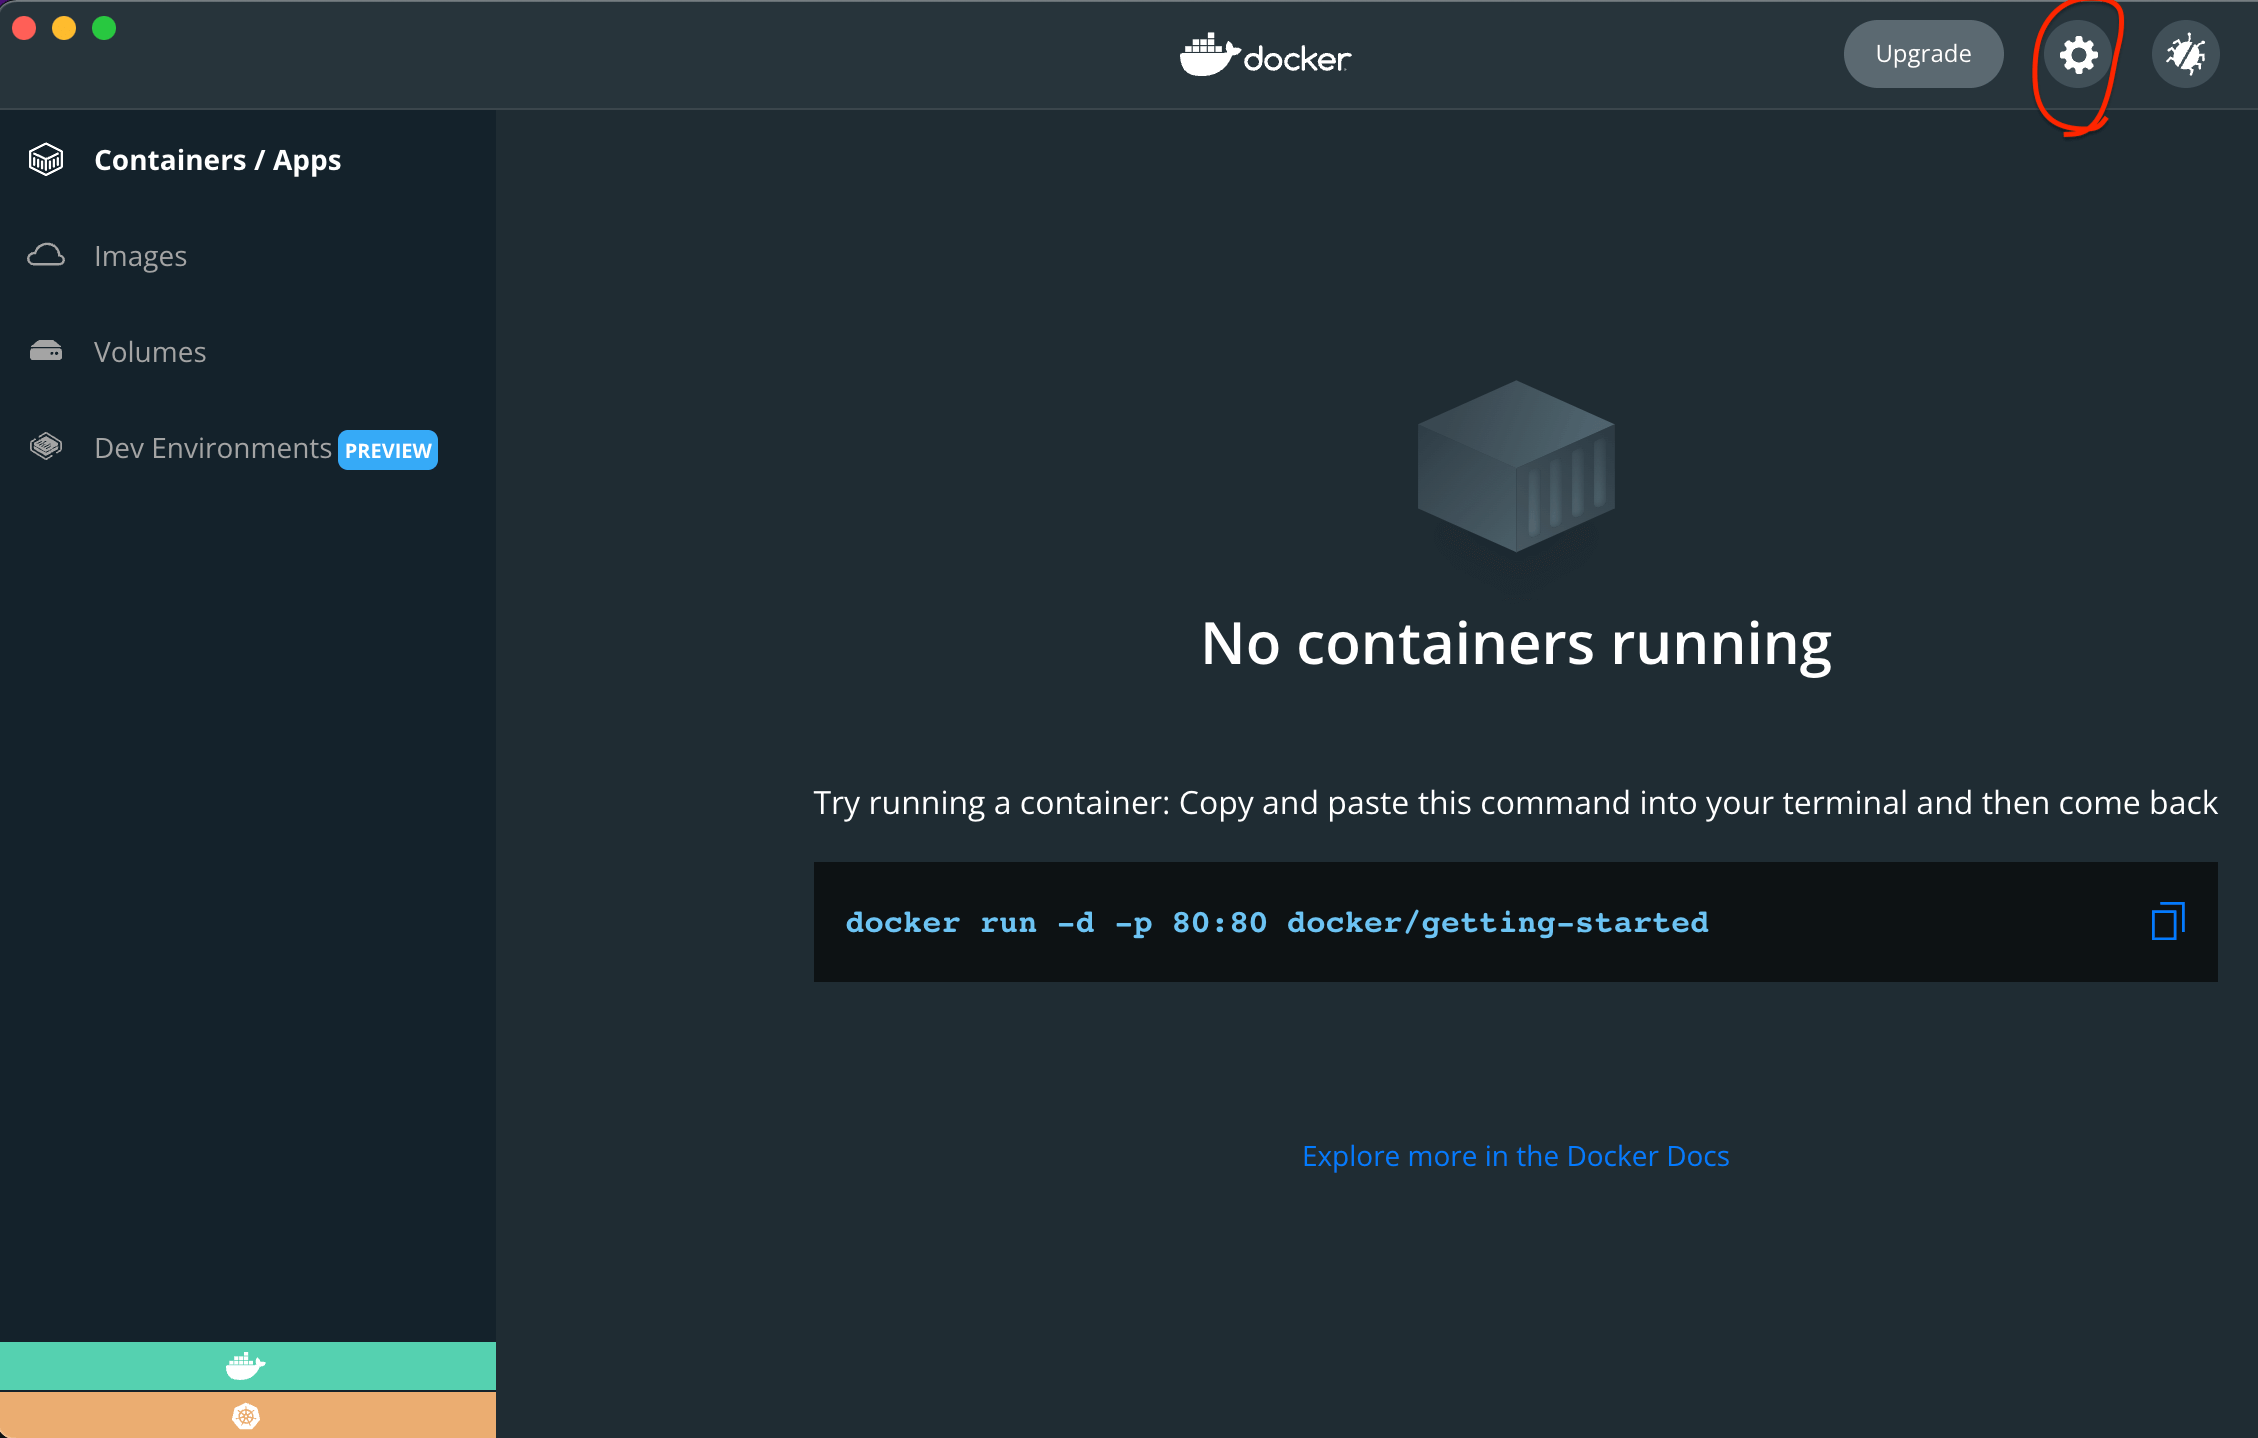 docker
Upgrade
Containers / Apps
Images
Volumes
Dev Environments PREVIEW
No containers running
Try running a container: Copy and paste this command into your terminal and then come back
docker run -d -p 80:80 docker/getting-started
Explore more in the Docker Docs